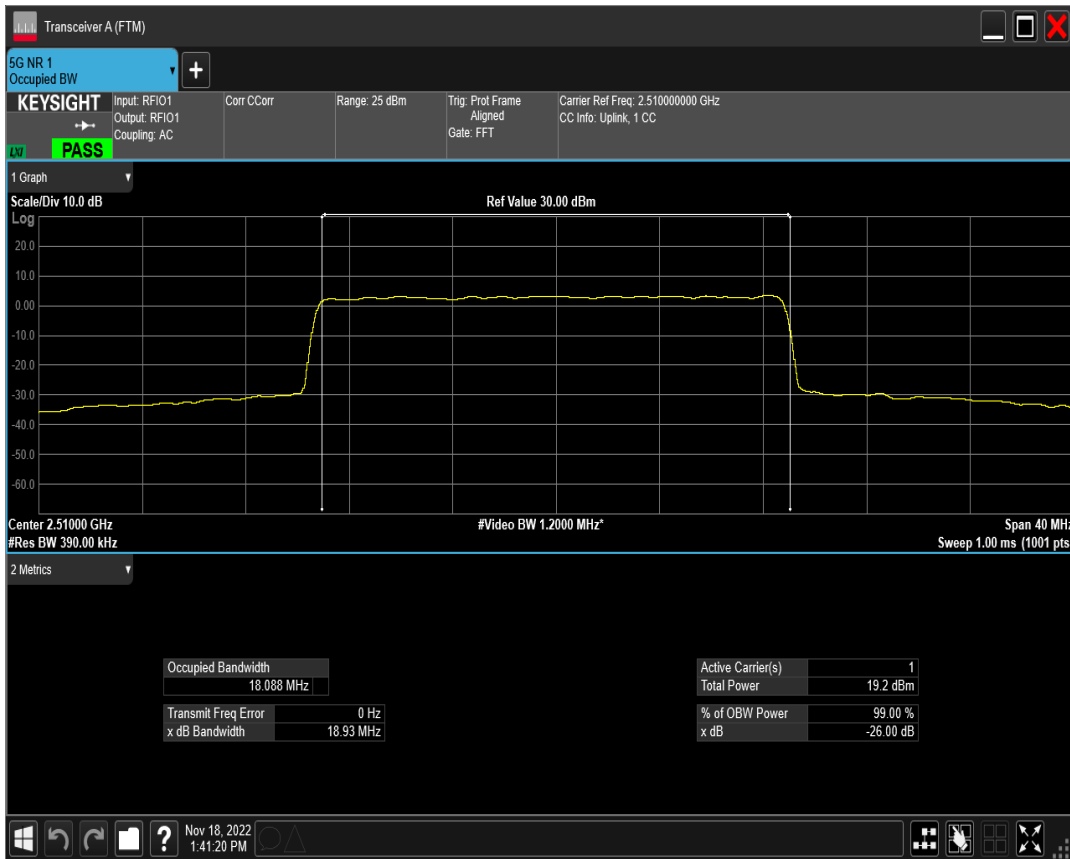 Transceiver A (FTM)
5G NR 1
Occupied BW
+
KEYSIGHT
LXI
PASS
Input: RFIO1
Output: RFIO1
Coupling: AC
Corr CCorr
Range: 25 dBm
Trig: Prot Frame
Aligned
Gate: FFT
Carrier Ref Freq: 2.510000000 GHz
CC Info: Uplink, 1 CC
1 Graph
Scale/Div 10.0 dB
Ref Value 30.00 dBm
Log
20.0
10.0
0.00
-10.0
-20.0
-30.0
-40.0
-50.0
-60.0
Center 2.51000 GHz
#Video BW 1.2000 MHz*
Span 40 MHz
#Res BW 390.00 kHz
Sweep 1.00 ms (1001 pts
2 Metrics
Occupied Bandwidth
18.088 MHz
Transmit Freq Error 0 Hz
x dB Bandwidth 18.93 MHz
Active Carrier(s) 1
Total Power 19.2 dBm
% of OBW Power 99.00 %
x dB -26.00 dB
?
Nov 18, 2022
1:41:20 PM